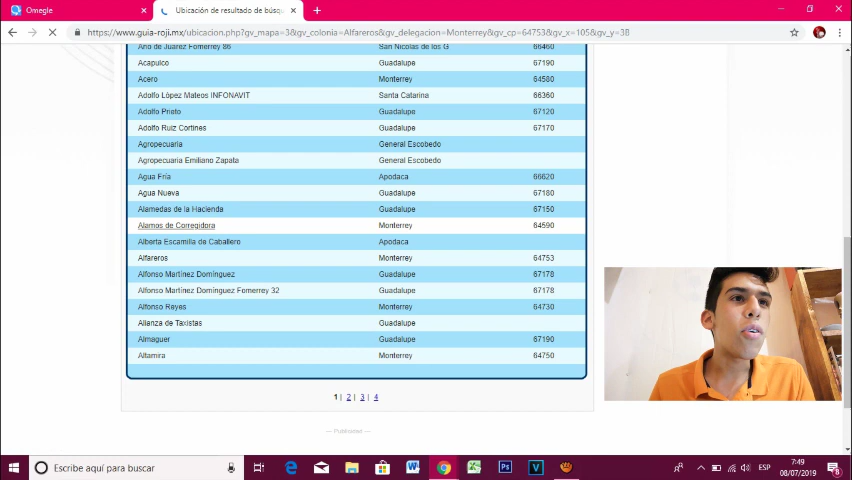 Omegle
Ubicación de resultado de búsq
https://www.guia-roji.mx/ubicacion.php?gv_mapa=3&gv_colonia=Alfareros&gv_delegacion=Monterrey&gv_cp=64753&gv_x=105&gv_y=3B
Año de Juárez Fomerrey 86 San Nicolás de los G 66460
Acapulco Guadalupe 67190
Acero Monterrey 64580
Adolfo López Mateos INFONAVIT Santa Catarina 66360
Adolfo Prieto Guadalupe 67120
Adolfo Ruiz Cortines Guadalupe 67170
Agropecuaria General Escobedo
Agropecuaria Emiliano Zapata General Escobedo
Agua Fría Apodaca 66620
Agua Nueva Guadalupe 67180
Alamedas de la Hacienda Guadalupe 67150
Alamos de Corregidora Monterrey 64590
Alberta Escamilla de Caballero Apodaca
Alfareros Monterrey 64753
Alfonso Martínez Domínguez Guadalupe 67178
Alfonso Martínez Domínguez Fomerrey 32 Guadalupe 67178
Alfonso Reyes Monterrey 64730
Alianza de Taxistas Guadalupe
Almaguer Guadalupe 67190
Altamira Monterrey 64750
1 | 2 | 3 | 4
--- Publicidad ---
Escribe aquí para buscar
ESP
7:49
08/07/2019
8